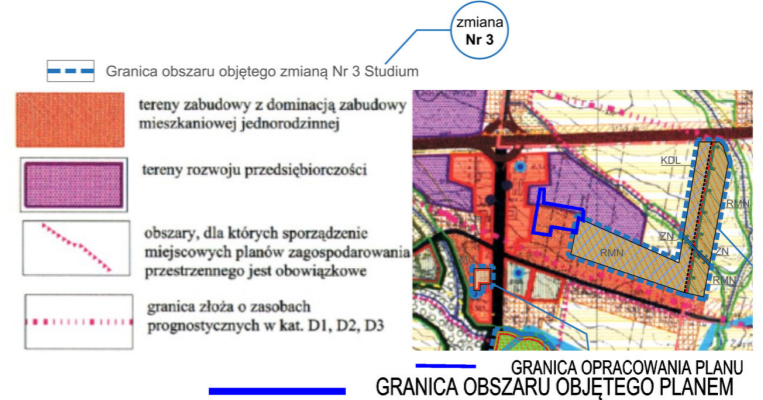 zmiana
Nr 3
Granica obszaru objętego zmianą Nr 3 Studium
tereny zabudowy z dominacją zabudowy
mieszkaniowej jednorodzinnej
tereny rozwoju przedsiębiorczości
obszary, dla których sporządzenie
miejscowych planów zagospodarowania
przestrzennego jest obowiązkowe
granica złoża o zasobach
prognostycznych w kat. D1, D2, D3
KDL
RMN
ZN
ZN
RMN
RMN
GRANICA OPRACOWANIA PLANU
GRANICA OBSZARU OBJĘTEGO PLANEM